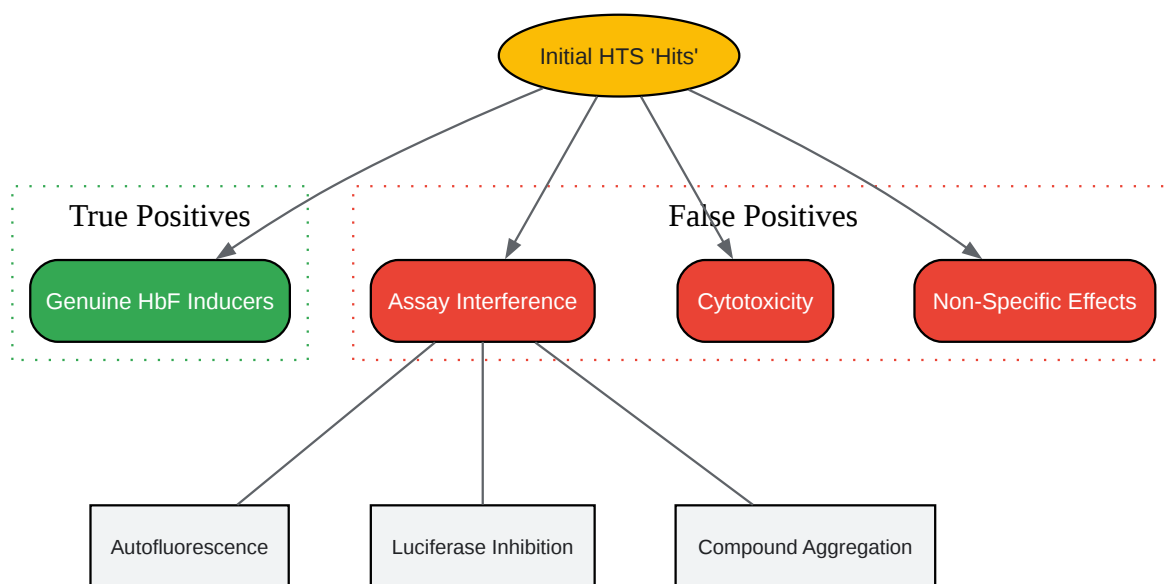 Initial HTS 'Hits'
True Positives
False Positives
Genuine HbF Inducers
Assay Interference
Cytotoxicity
Non-Specific Effects
Autofluorescence
Luciferase Inhibition
Compound Aggregation